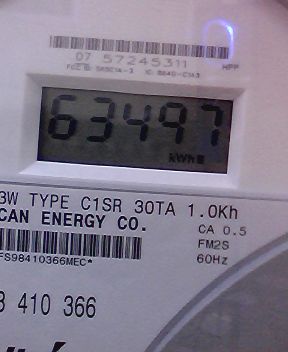 07 57245311
HPP
63497
kWh
3W TYPE C1SR 30TA 1.0Kh
CAN ENERGY CO.
CA 0.5
FM2S
FS98410366MEC*
60Hz
3 410 366